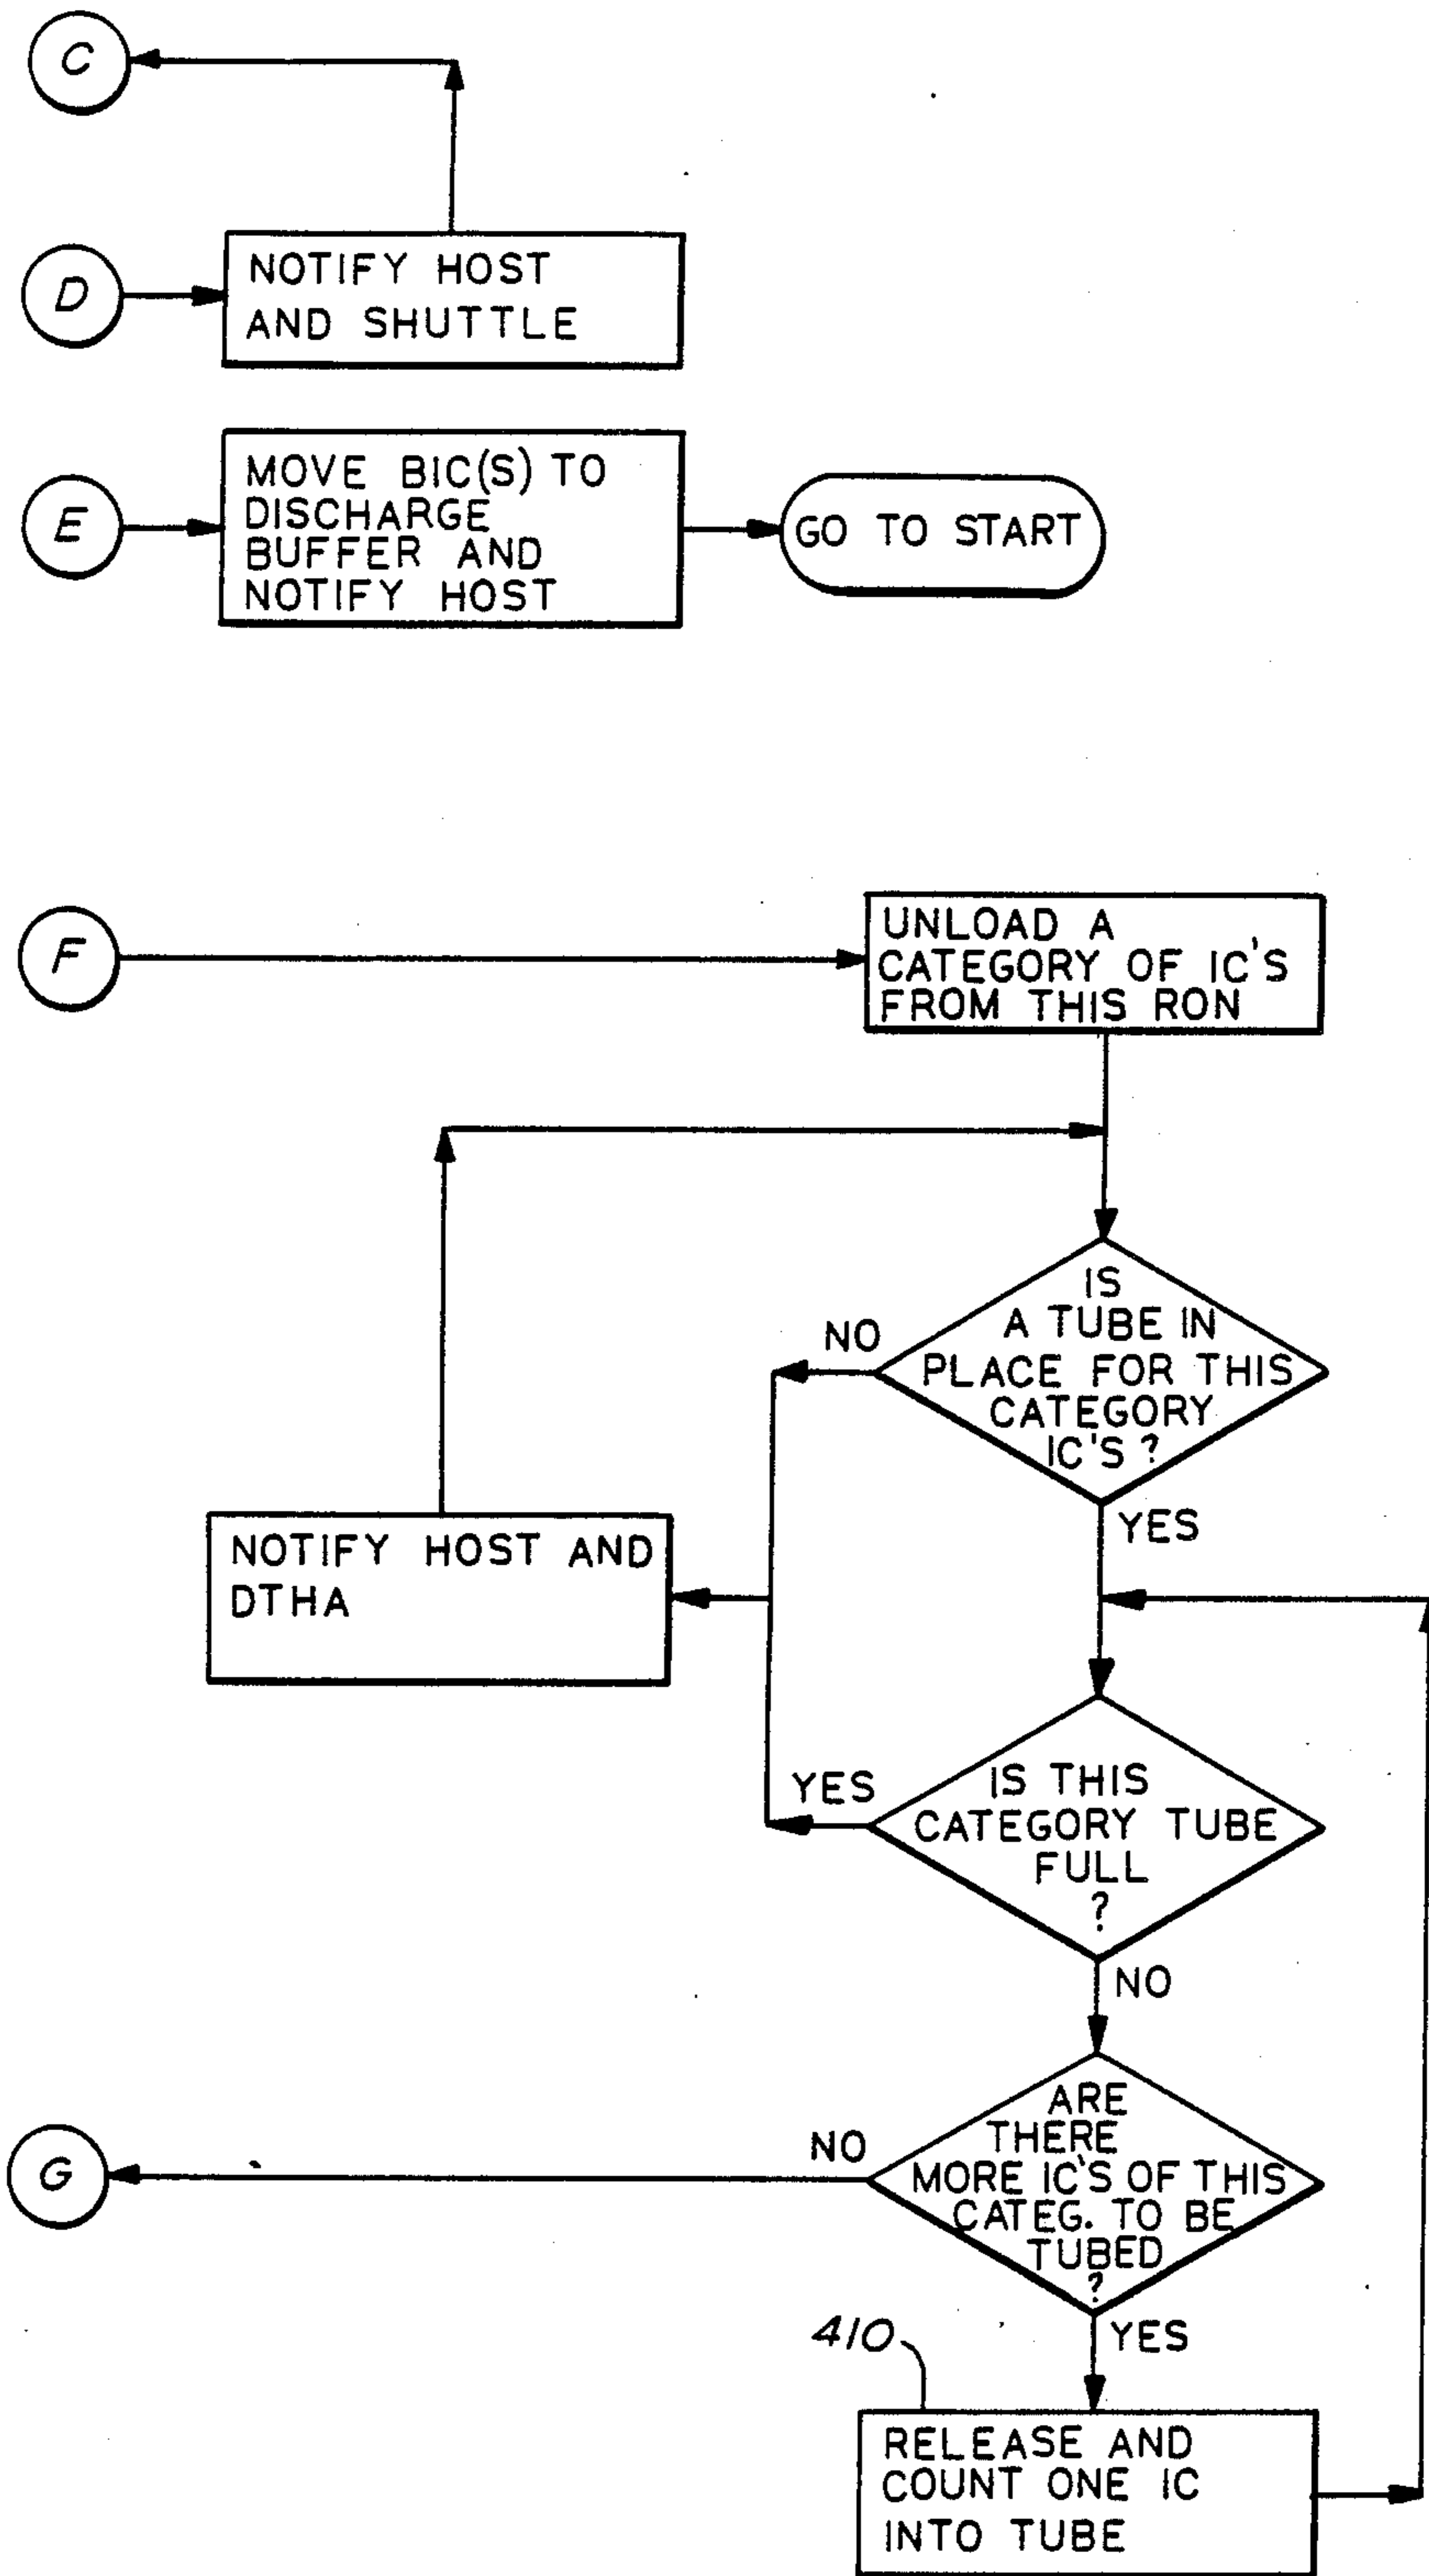 C
D
NOTIFY HOST
AND SHUTTLE
E
MOVE BIC(S) TO
DISCHARGE
BUFFER AND
NOTIFY HOST
GO TO START
F
UNLOAD A
CATEGORY OF IC'S
FROM THIS RON
IS
A TUBE IN
PLACE FOR THIS
CATEGORY
IC'S ?
NO
YES
NOTIFY HOST AND
DTHA
IS THIS
CATEGORY TUBE
FULL
?
YES
NO
ARE
THERE
MORE IC'S OF THIS
CATEG. TO BE
TUBED
?
NO
G
YES
410
RELEASE AND
COUNT ONE IC
INTO TUBE